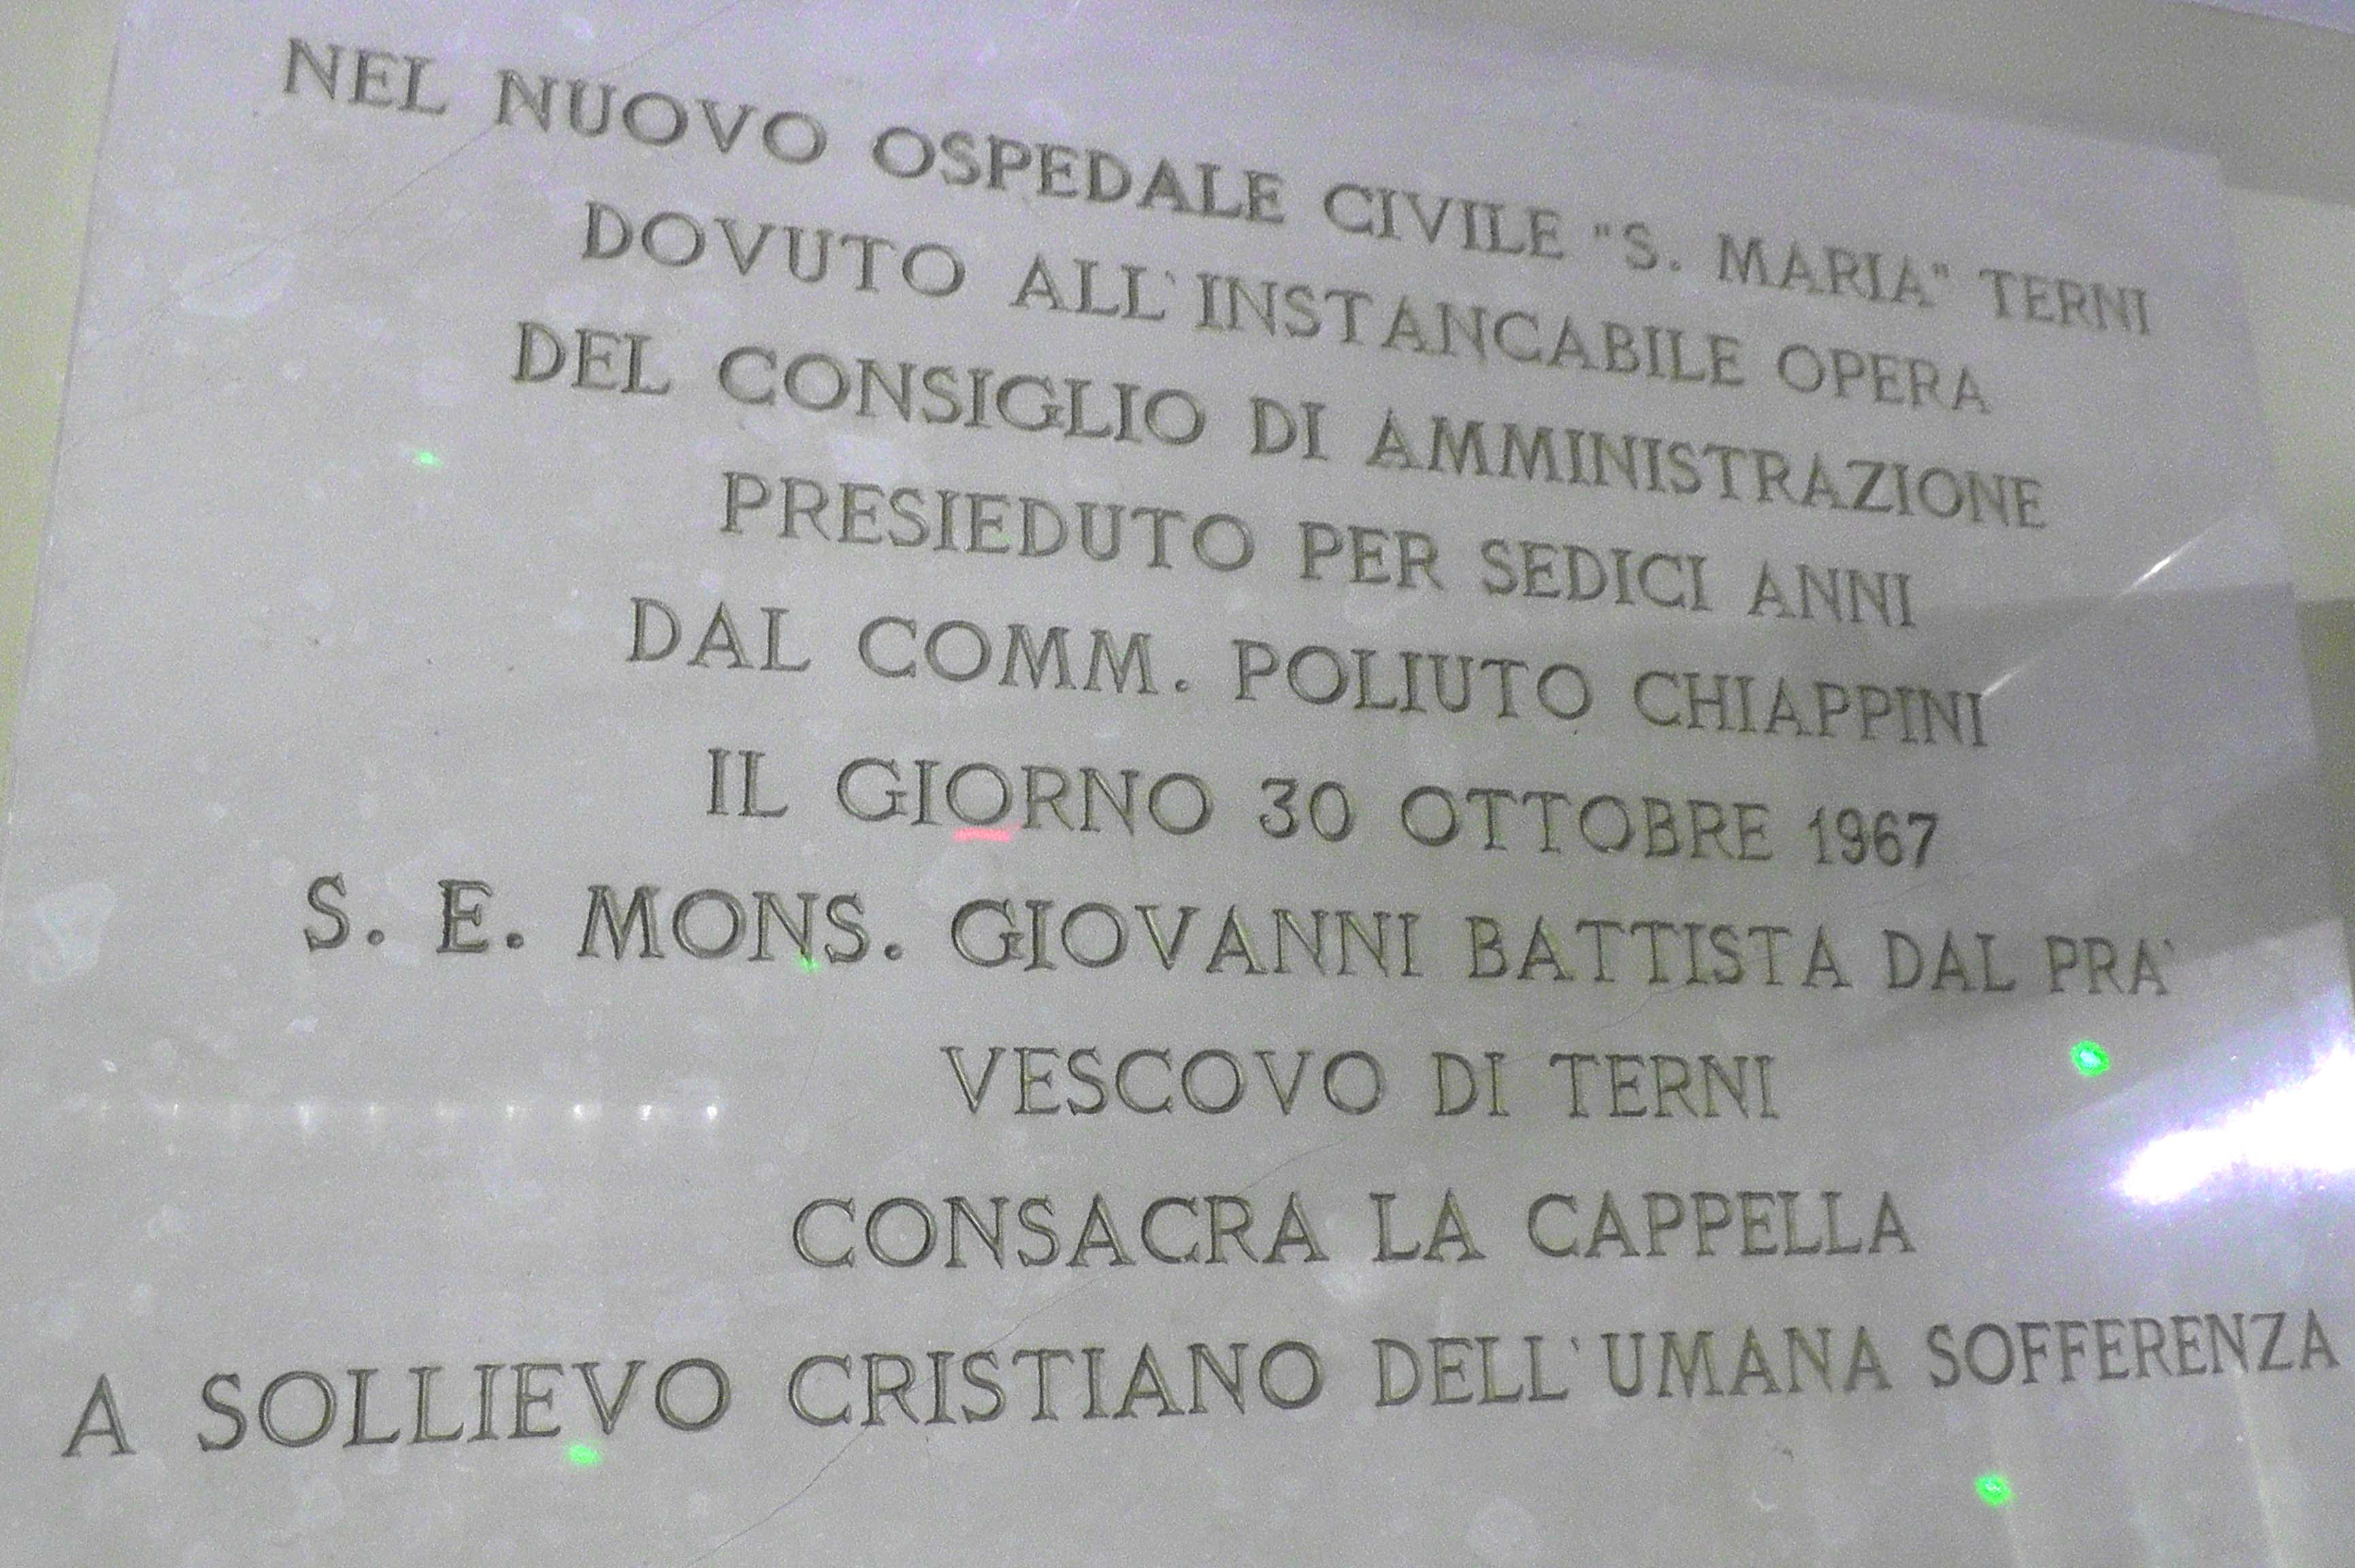 NEL NUOVO OSPEDALE CIVILE "S. MARIA" TERNI
DOVUTO ALL'INSTANCABILE OPERA
DEL CONSIGLIO DI AMMINISTRAZIONE
PRESIEDUTO PER SEDICI ANNI
DAL COMM. POLIUTO CHIAPPINI
IL GIORNO 30 OTTOBRE 1967
S. E. MONS. GIOVANNI BATTISTA DAL PRA'
VESCOVO DI TERNI
CONSACRA LA CAPPELLA
A SOLLIEVO CRISTIANO DELL'UMANA SOFFERENZA